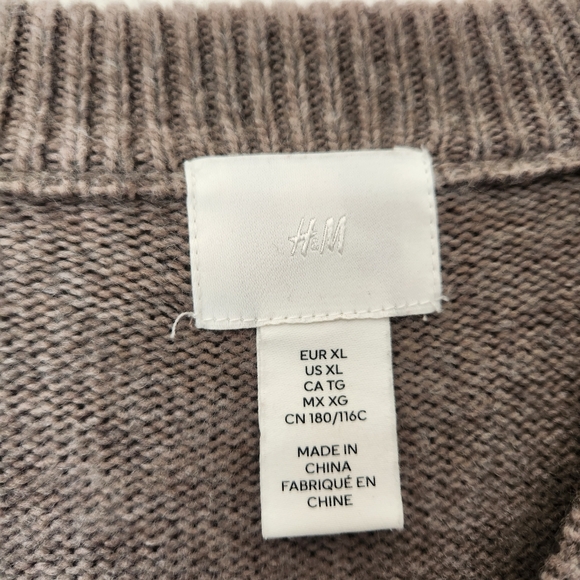 H&M
EUR XL
US XL
CA TG
MX XG
CN 180/116C
MADE IN
CHINA
FABRIQUÉ EN
CHINE